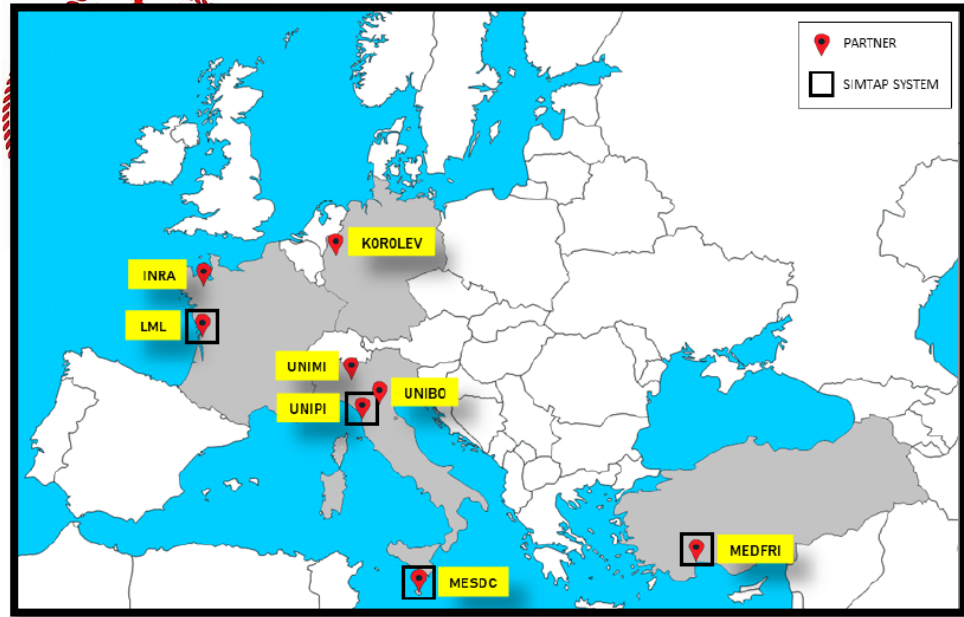 PARTNER
SIMTAP SYSTEM
KOROLEV
INRA
LML
UNIMI
UNIBO
UNIPI
MEDFRI
MESDC